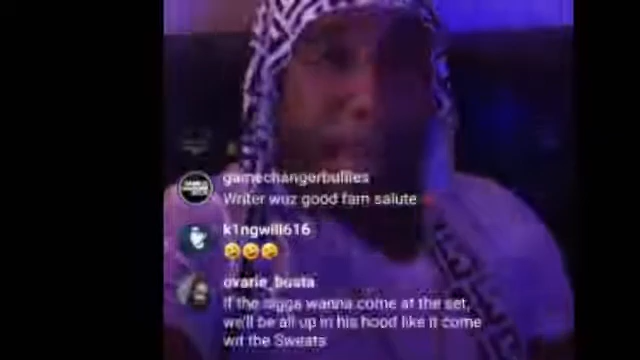 gamechangerbullies
Writer wuz good fam salute
k1ngwill616
🤣🤣🤣
ovarie_busta
If the nigga wanna come at the set,
we'll be all up in his hood like it come
wit the Sweats